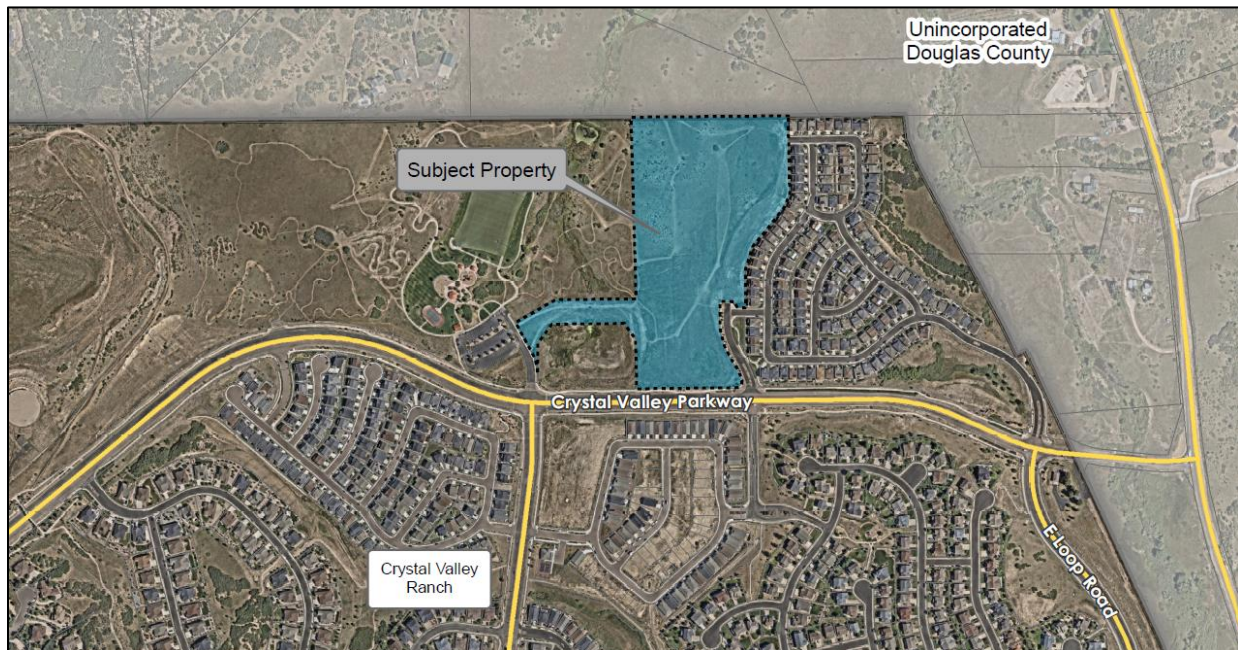 Unincorporated
Douglas County
Subject Property
Crystal Valley Parkway
Crystal Valley
Ranch
E Loop Road